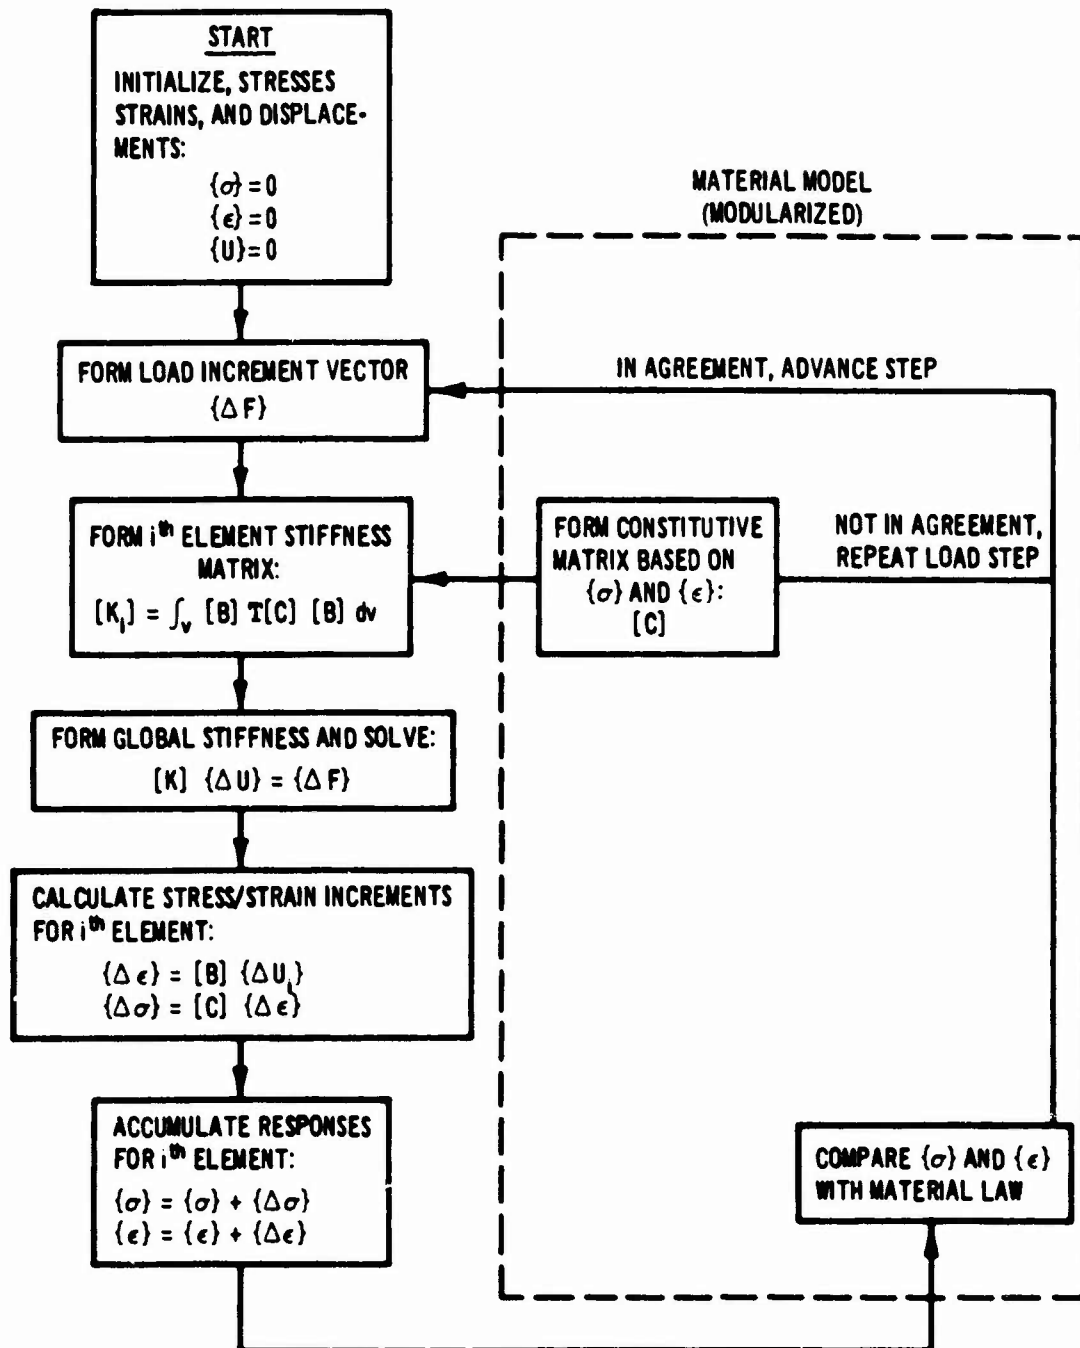 START
INITIALIZE, STRESSES
STRAINS, AND DISPLACE-
MENTS:
{σ} = 0
{ϵ} = 0
{U} = 0
MATERIAL MODEL
(MODULARIZED)
FORM LOAD INCREMENT VECTOR
{Δ F}
IN AGREEMENT, ADVANCE STEP
FORM iᵗʰ ELEMENT STIFFNESS
MATRIX:
[Kᵢ] = ∫ᵥ [B] T[C] [B] dv
FORM CONSTITUTIVE
MATRIX BASED ON
{σ} AND {ϵ}:
[C]
NOT IN AGREEMENT,
REPEAT LOAD STEP
FORM GLOBAL STIFFNESS AND SOLVE:
[K] {Δ U} = {Δ F}
CALCULATE STRESS/STRAIN INCREMENTS
FOR iᵗʰ ELEMENT:
{Δ ϵ} = [B] {Δ Uᵢ}
{Δ σ} = [C] {Δ ϵ}
ACCUMULATE RESPONSES
FOR iᵗʰ ELEMENT:
{σ} = {σ} + {Δσ}
{ϵ} = {ϵ} + {Δϵ}
COMPARE {σ} AND {ϵ}
WITH MATERIAL LAW